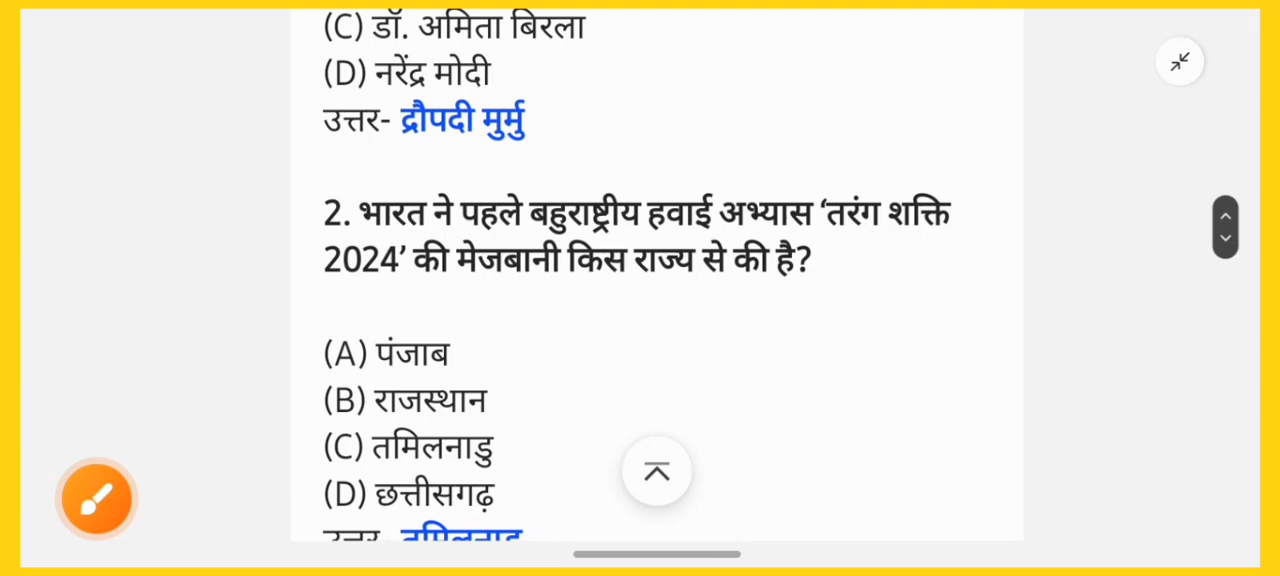 (C) डॉ. अमिता बिरला
(D) नरेंद्र मोदी
उत्तर- द्रौपदी मुर्मु
2. भारत ने पहले बहुराष्ट्रीय हवाई अभ्यास ‘तरंग शक्ति
2024’ की मेजबानी किस राज्य से की है?
(A) पंजाब
(B) राजस्थान
(C) तमिलनाडु
(D) छत्तीसगढ़